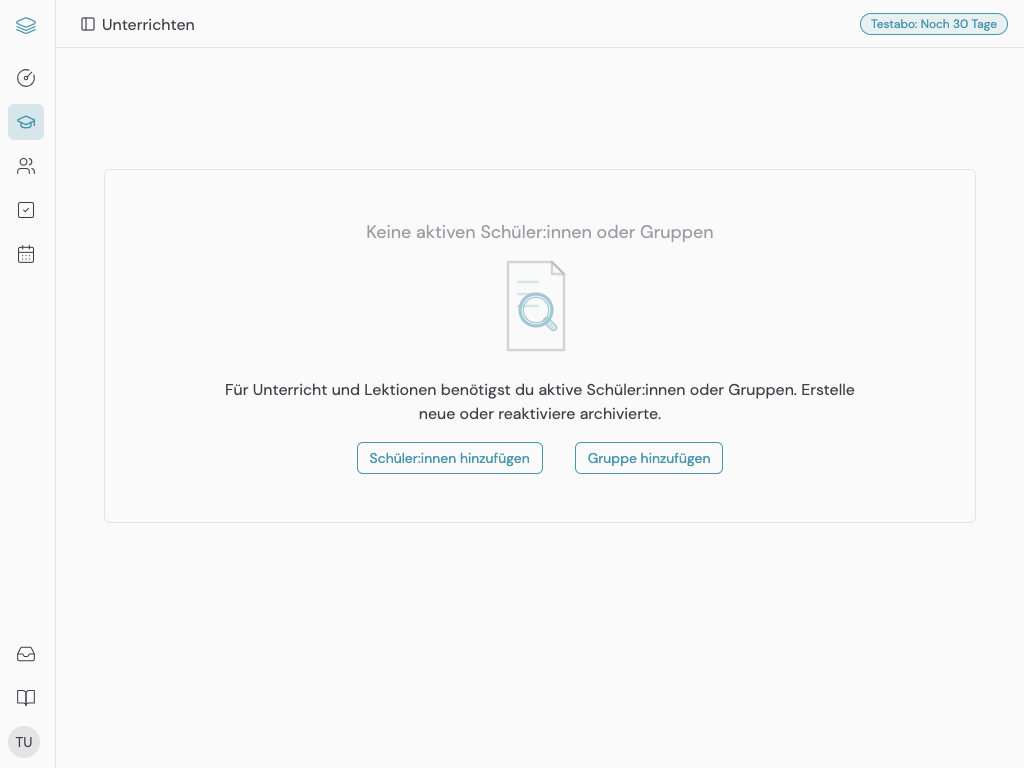 Unterrichten
Testabo: Noch 30 Tage
Keine aktiven Schüler:innen oder Gruppen
Für Unterricht und Lektionen benötigst du aktive Schüler:innen oder Gruppen. Erstelle
neue oder reaktiviere archivierte.
Schüler:innen hinzufügen
Gruppe hinzufügen
TU